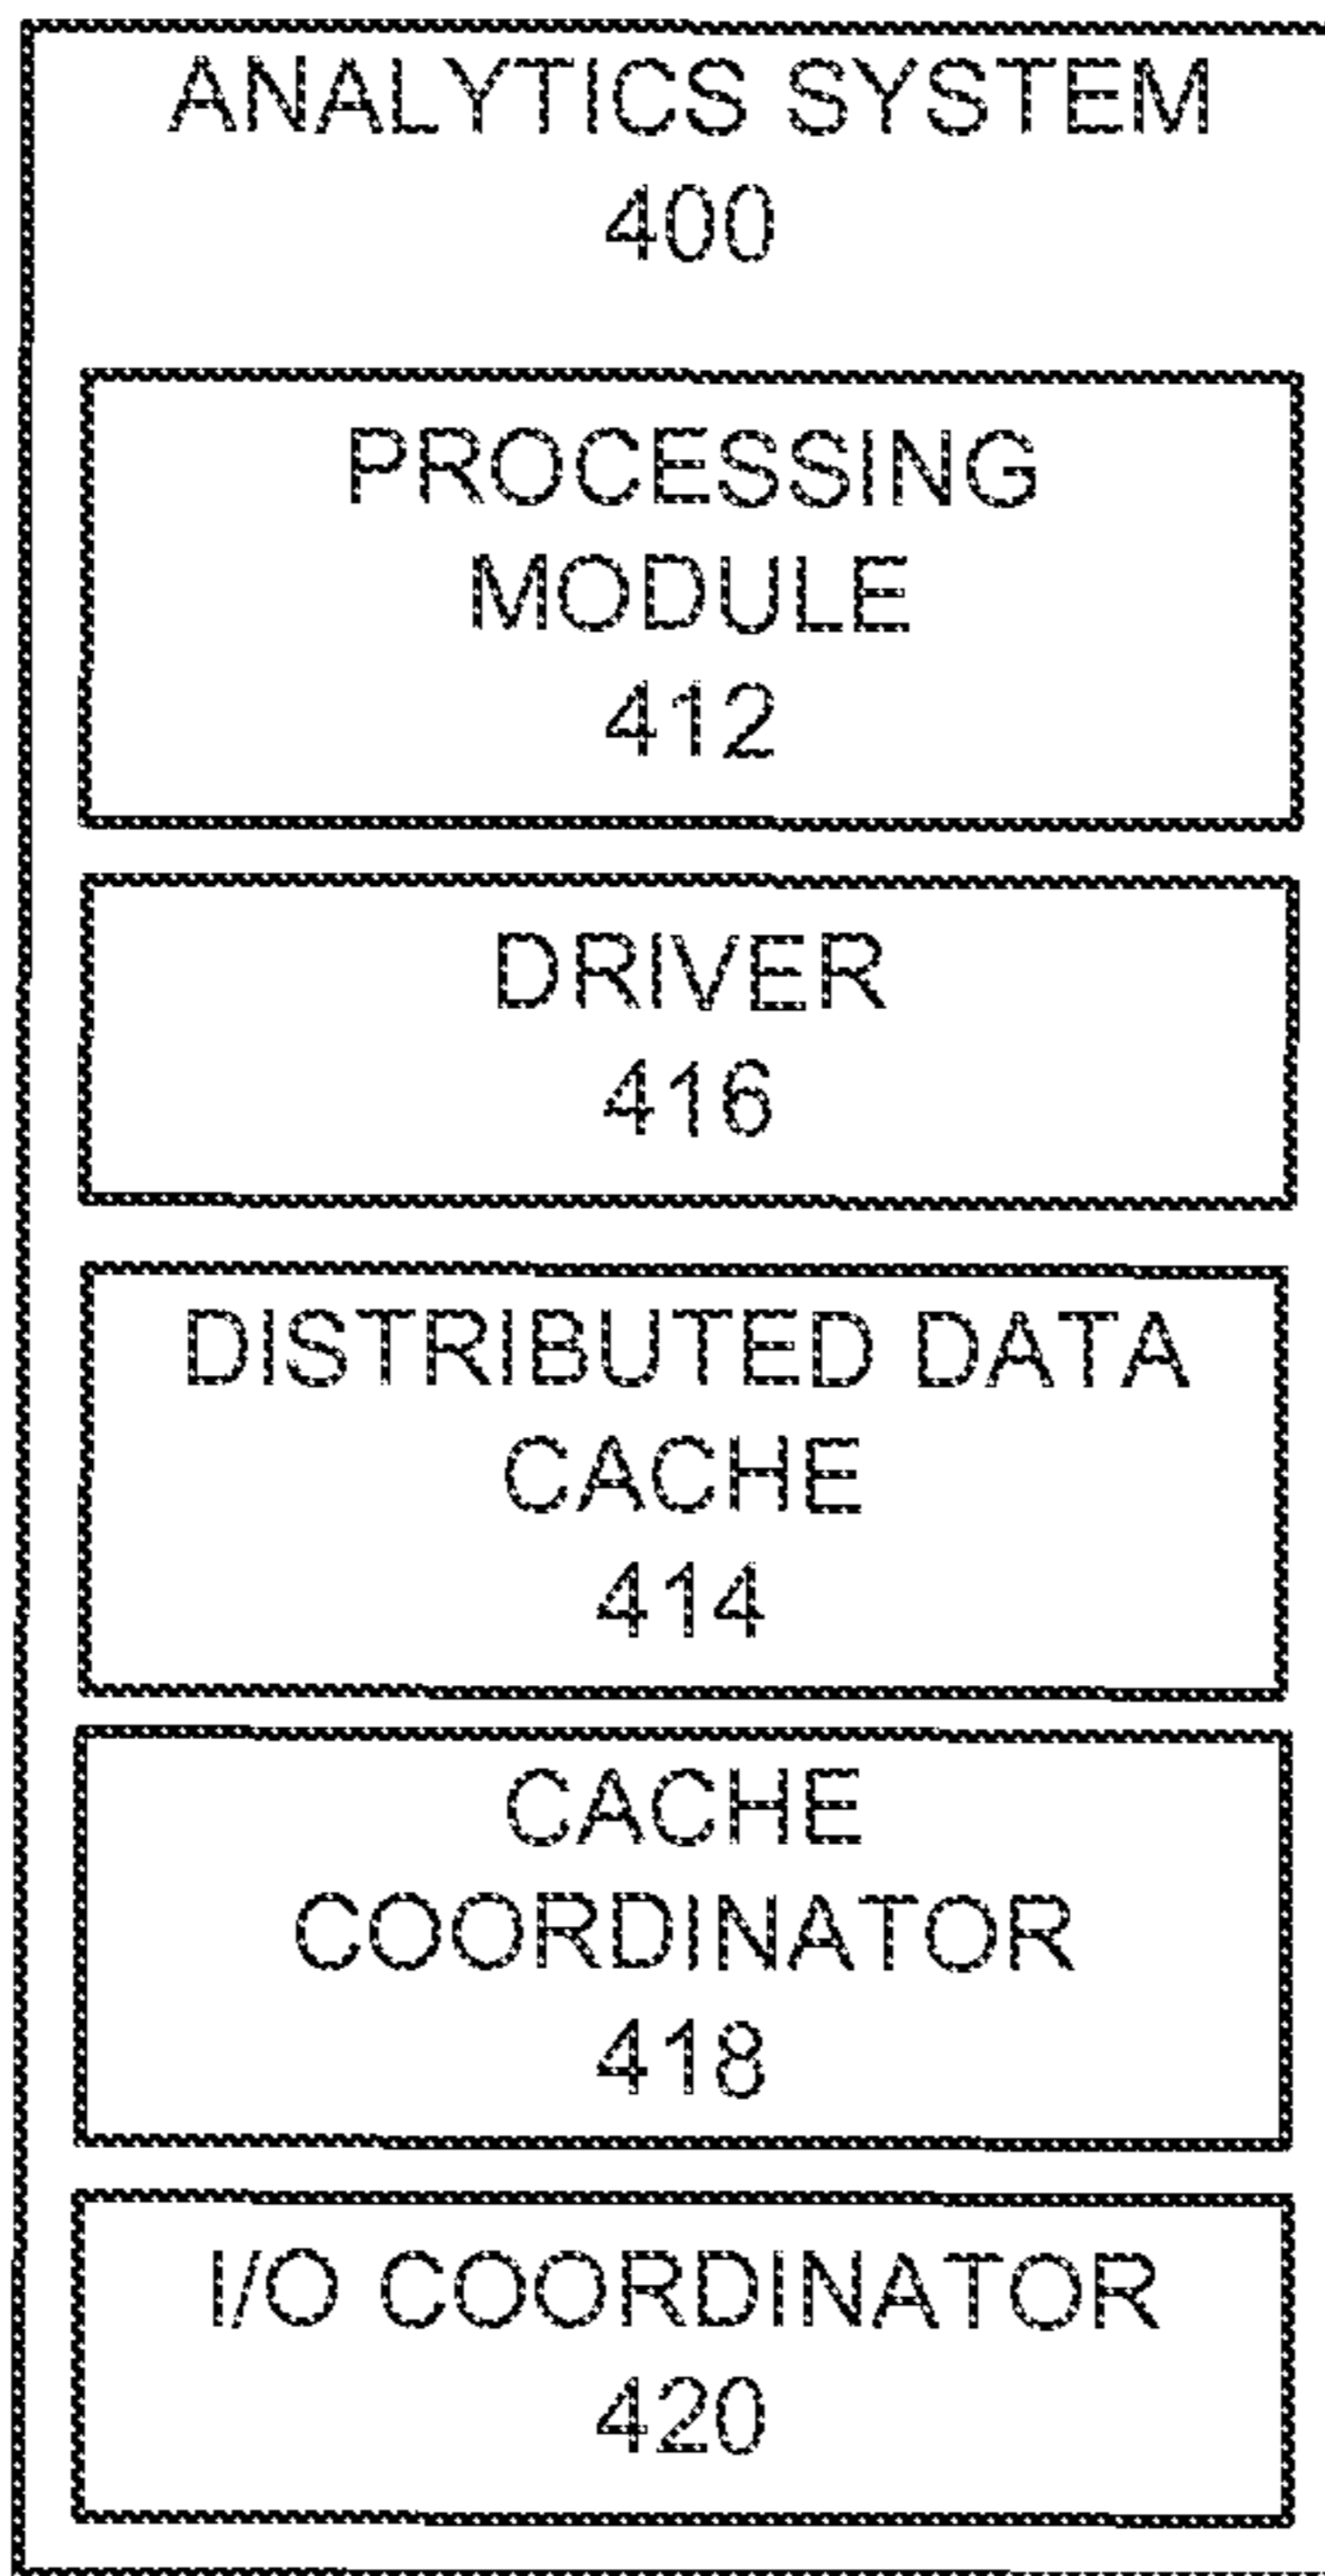 ANALYTICS SYSTEM
400
PROCESSING
MODULE
412
DRIVER
416
DISTRIBUTED DATA
CACHE
414
CACHE
COORDINATOR
418
I/O COORDINATOR
420